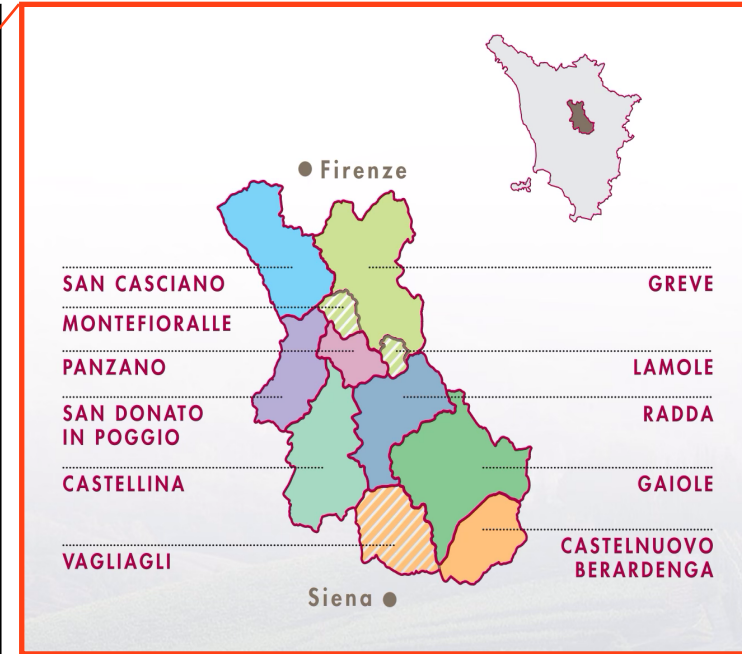 Firenze
SAN CASCIANO
GREVE
MONTEFIORALLE
PANZANO
LAMOLE
SAN DONATO
IN POGGIO
RADDA
CASTELLINA
GAIOLE
VAGLIAGLI
CASTELNUOVO
BERARDENGA
Siena